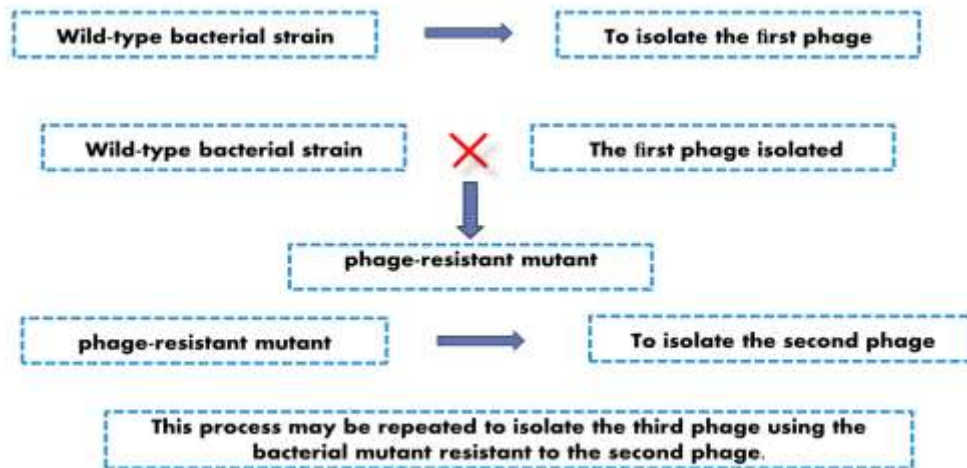 Wild-type bacterial strain
To isolate the first phage
Wild-type bacterial strain
The first phage isolated
phage-resistant mutant
phage-resistant mutant
To isolate the second phage
This process may be repeated to isolate the third phage using the
bacterial mutant resistant to the second phage.